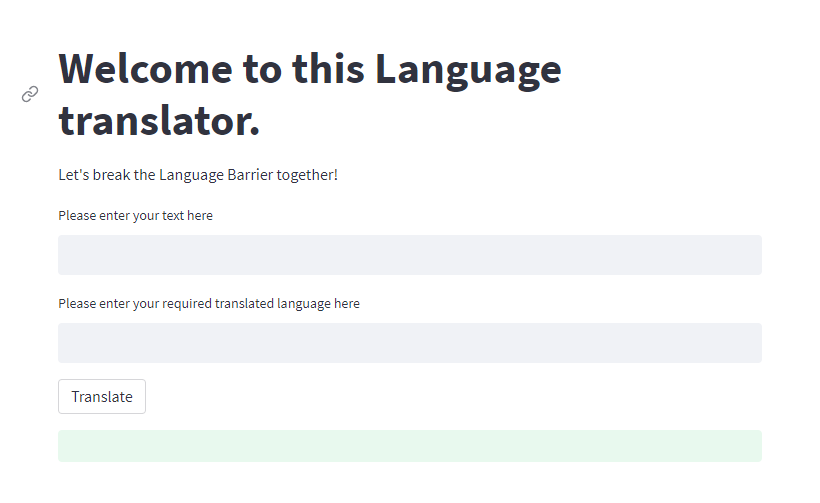 Welcome to this Language
translator.
Let's break the Language Barrier together!
Please enter your text here
Please enter your required translated language here
Translate